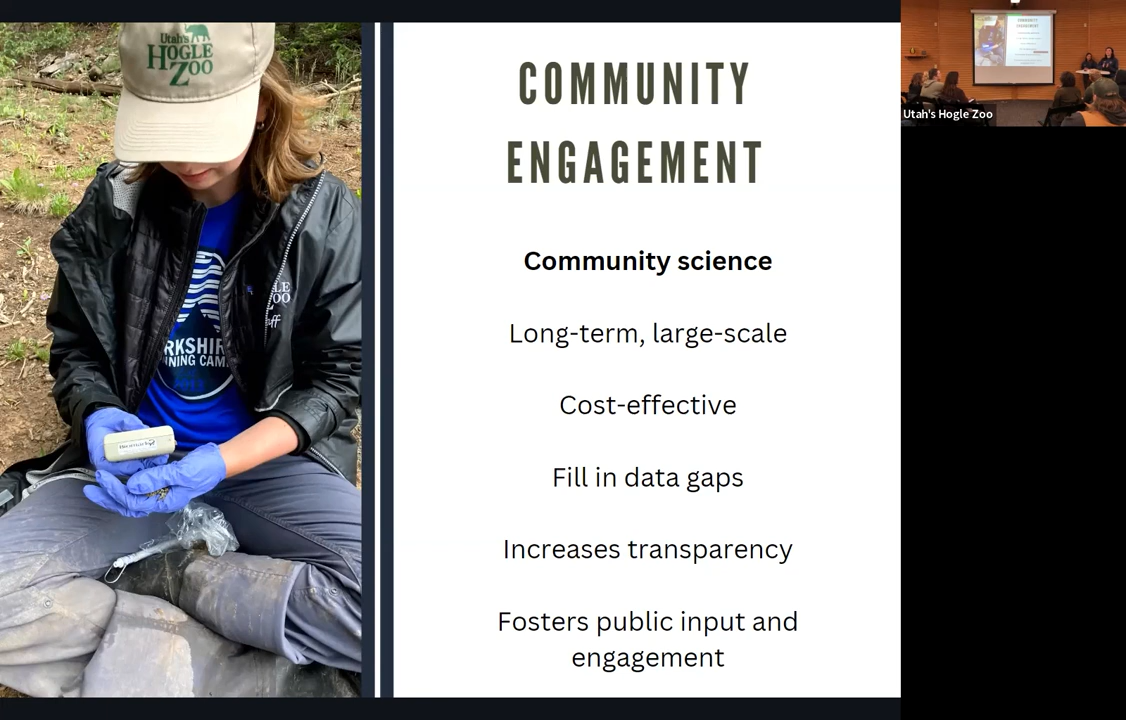 Utah's
HOGLE
ZOO
COMMUNITY
ENGAGEMENT
Community science
Long-term, large-scale
Cost-effective
Fill in data gaps
Increases transparency
Fosters public input and
engagement
Utah's Hogle Zoo